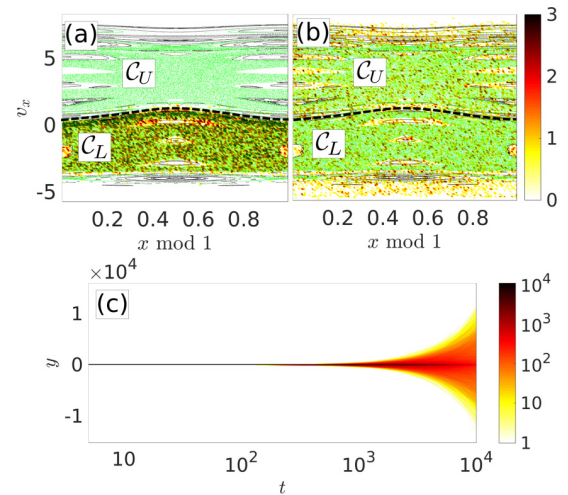 (a) (b) 3
5 𝒞_U 𝒞_U 2
v_x 0 1
𝒞_L 𝒞_L
-5 0
0.2 0.4 0.6 0.8 0.2 0.4 0.6 0.8
x mod 1 x mod 1
×10^4
(c) 10^4
1 10^3
y 0 10^2
-1 10
1
10 10^2 10^3 10^4
t